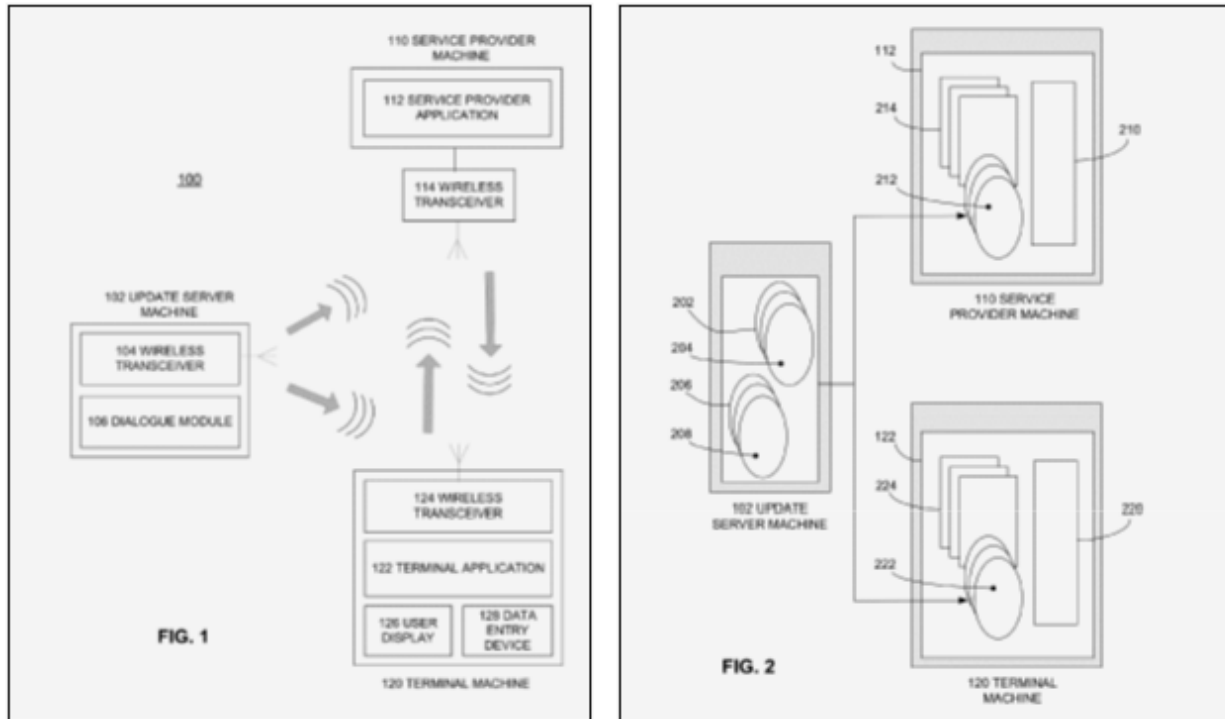 110 SERVICE PROVIDER
MACHINE
112 SERVICE PROVIDER
APPLICATION
100
114 WIRELESS
TRANSCEIVER
102 UPDATE SERVER
MACHINE
104 WIRELESS
TRANSCEIVER
106 DIALOGUE MODULE
124 WIRELESS
TRANSCEIVER
122 TERMINAL APPLICATION
126 USER
DISPLAY
128 DATA
ENTRY
DEVICE
FIG. 1
120 TERMINAL MACHINE
112
214
210
212
110 SERVICE
PROVIDER MACHINE
202
204
206
208
102 UPDATE
SERVER MACHINE
122
224
220
222
FIG. 2
120 TERMINAL
MACHINE